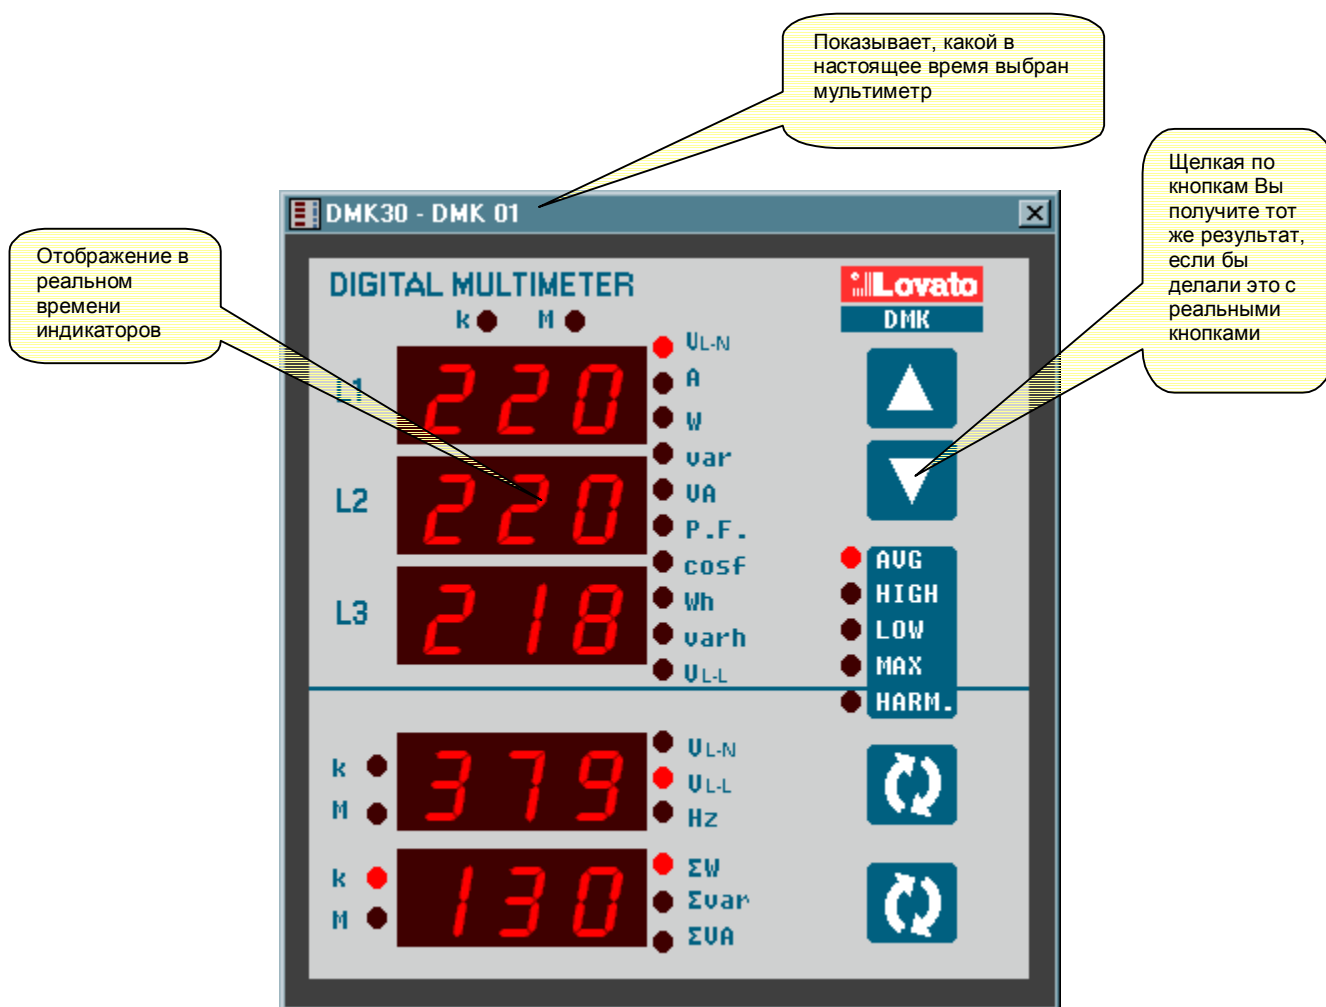 Показывает, какой в
настоящее время выбран
мультиметр
Щелкая по
кнопкам Вы
получите тот
же результат,
если бы
делали это с
реальными
кнопками
DMK30 - DMK 01
Отображение в
реальном
времени
индикаторов
DIGITAL MULTIMETER
Lovato
DMK
k M
L1
220
VL-N
A
W
var
L2
220
VA
P.F.
cosf
L3
218
Wh
varh
VL-L
AVG
HIGH
LOW
MAX
HARM.
k
M
379
VL-N
VL-L
Hz
k
M
130
ΣW
Σvar
ΣVA